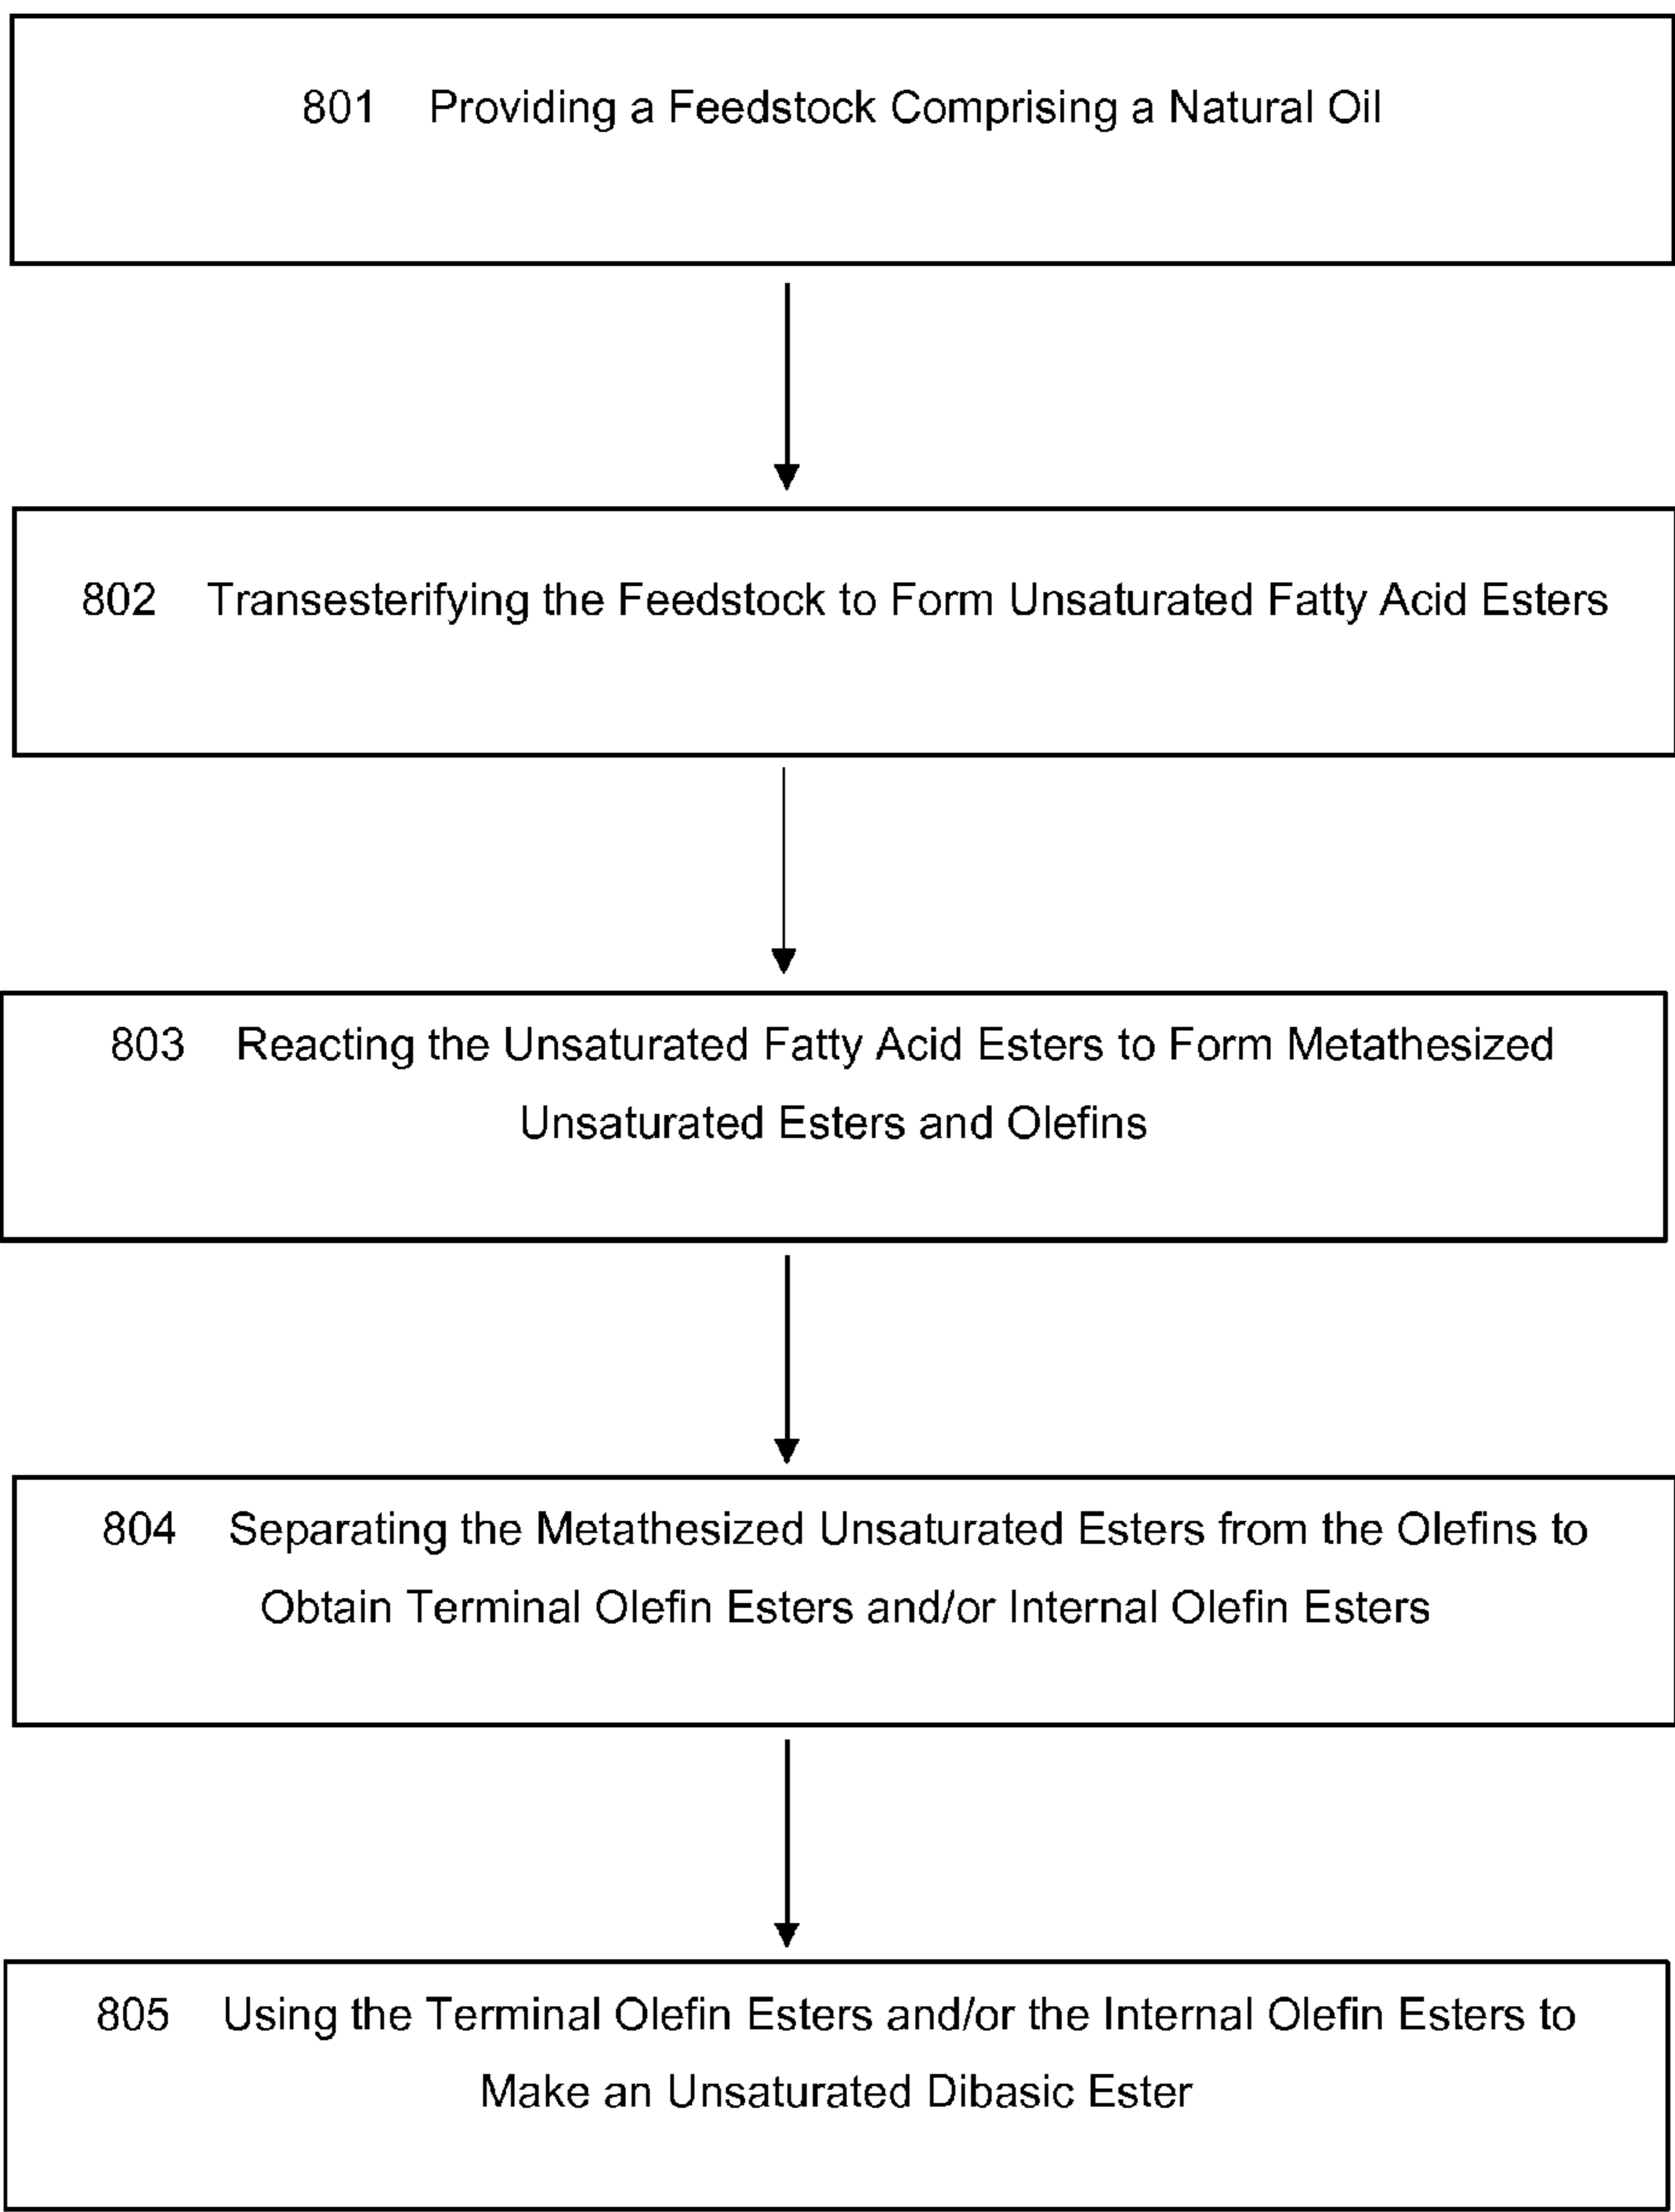 801 Providing a Feedstock Comprising a Natural Oil
802 Transesterifying the Feedstock to Form Unsaturated Fatty Acid Esters
803 Reacting the Unsaturated Fatty Acid Esters to Form Metathesized
Unsaturated Esters and Olefins
804 Separating the Metathesized Unsaturated Esters from the Olefins to
Obtain Terminal Olefin Esters and/or Internal Olefin Esters
805 Using the Terminal Olefin Esters and/or the Internal Olefin Esters to
Make an Unsaturated Dibasic Ester